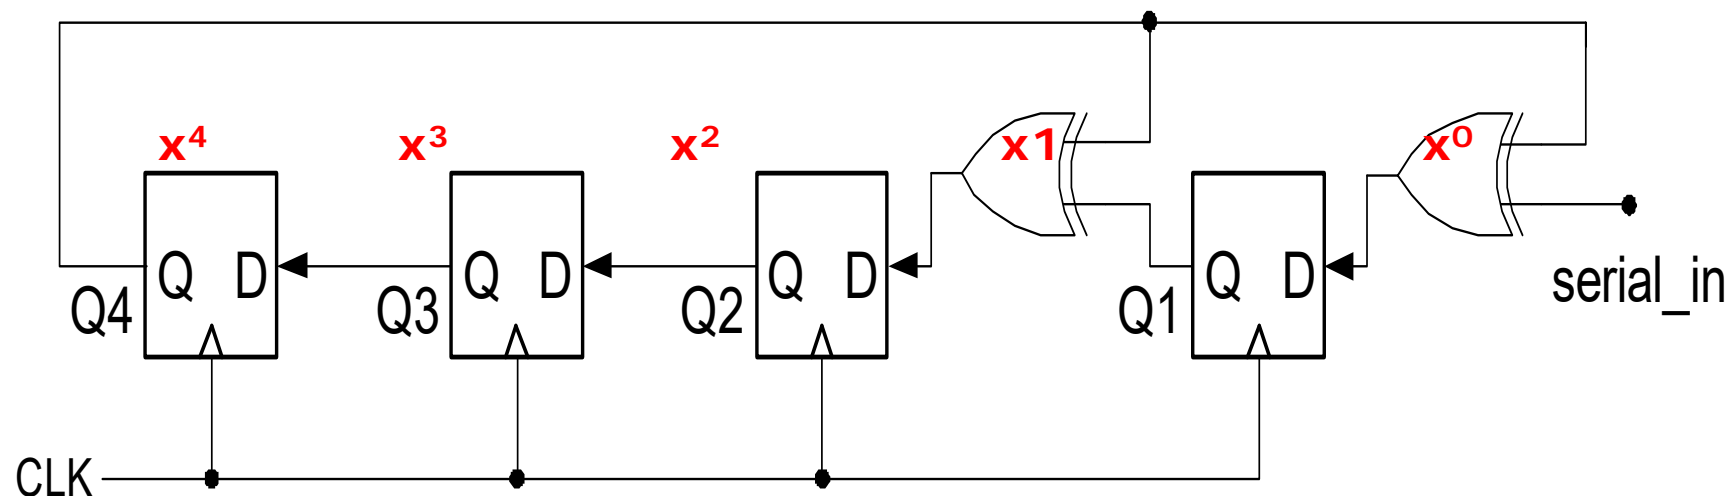 x⁴ x³ x² x1 x⁰
Q D Q D Q D Q D
Q4 Q3 Q2 Q1 serial_in
CLK